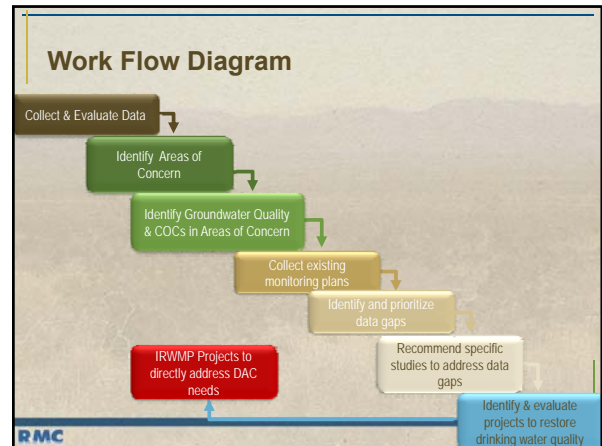 Work Flow Diagram
Collect & Evaluate Data
Identify Areas of
Concern
Identify Groundwater Quality
& COCs in Areas of Concern
Collect existing
monitoring plans
Identify and prioritize
data gaps
Recommend specific
studies to address data
gaps
Identify & evaluate
projects to restore
drinking water quality
IRWMP Projects to
directly address DAC
needs
RMC